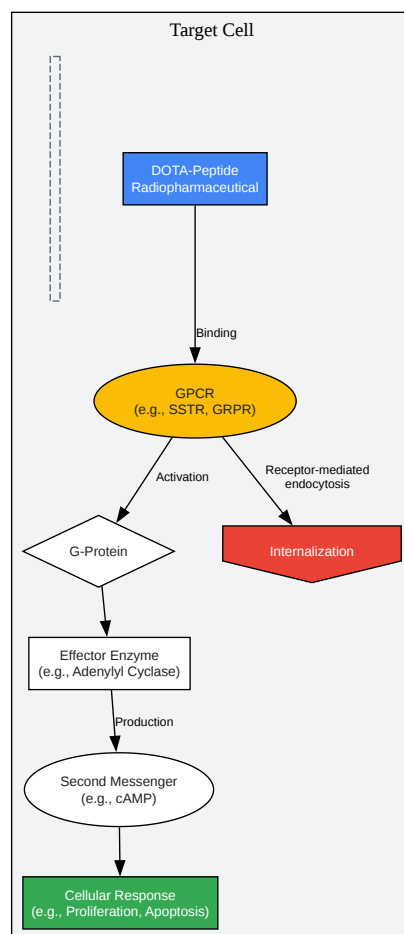 Target Cell
DOTA-Peptide
Radiopharmaceutical
Binding
GPCR
(e.g., SSTR, GRPR)
Activation
Receptor-mediated
endocytosis
G-Protein
Internalization
Effector Enzyme
(e.g., Adenylyl Cyclase)
Production
Second Messenger
(e.g., cAMP)
Cellular Response
(e.g., Proliferation, Apoptosis)